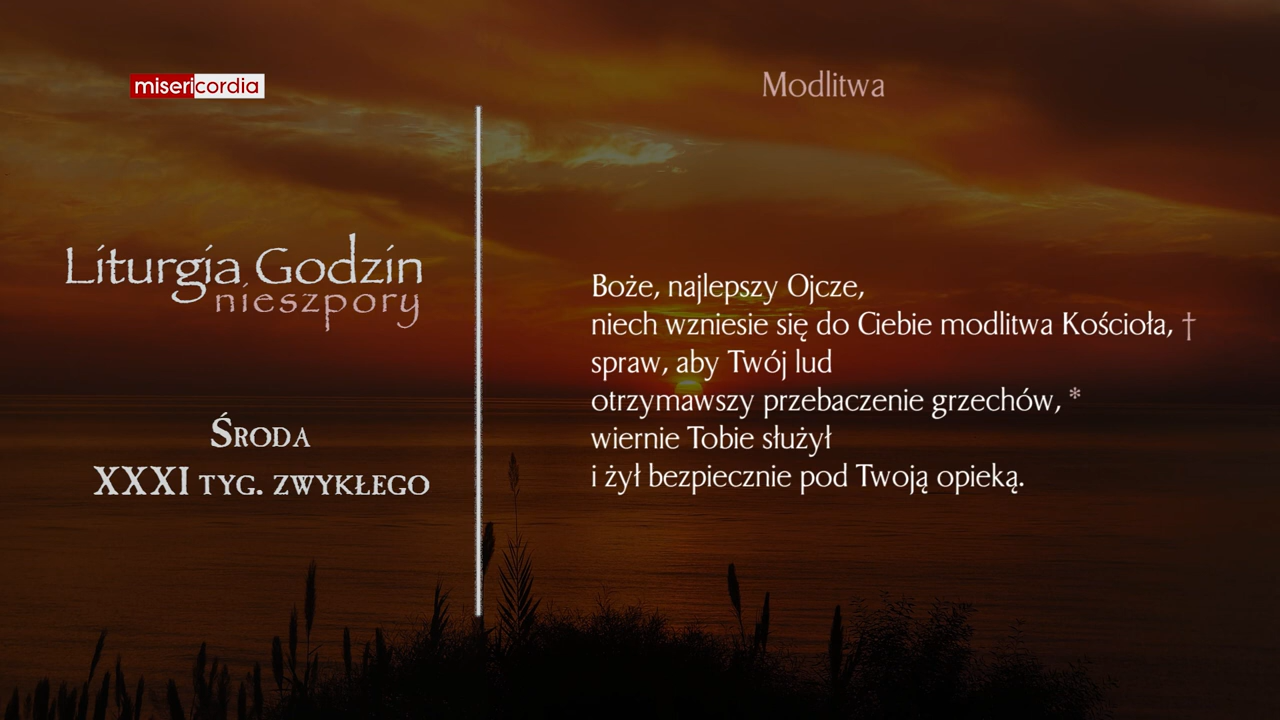 misericordia
Liturgia Godzin
nieszpory
Środa
XXXI tyg. zwykłego
Modlitwa
Boże, najlepszy Ojcze,
niech wzniesie się do Ciebie modlitwa Kościoła, †
spraw, aby Twój lud
otrzymawszy przebaczenie grzechów, *
wiernie Tobie służył
i żył bezpiecznie pod Twoją opieką.